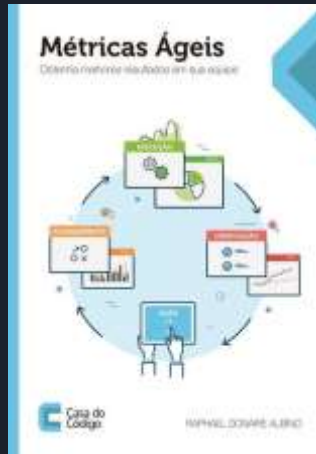 Métricas Ágeis
Obtenha melhores resultados em sua equipe
Casa do
Código
RAPHAEL DONAIRE ALBINO